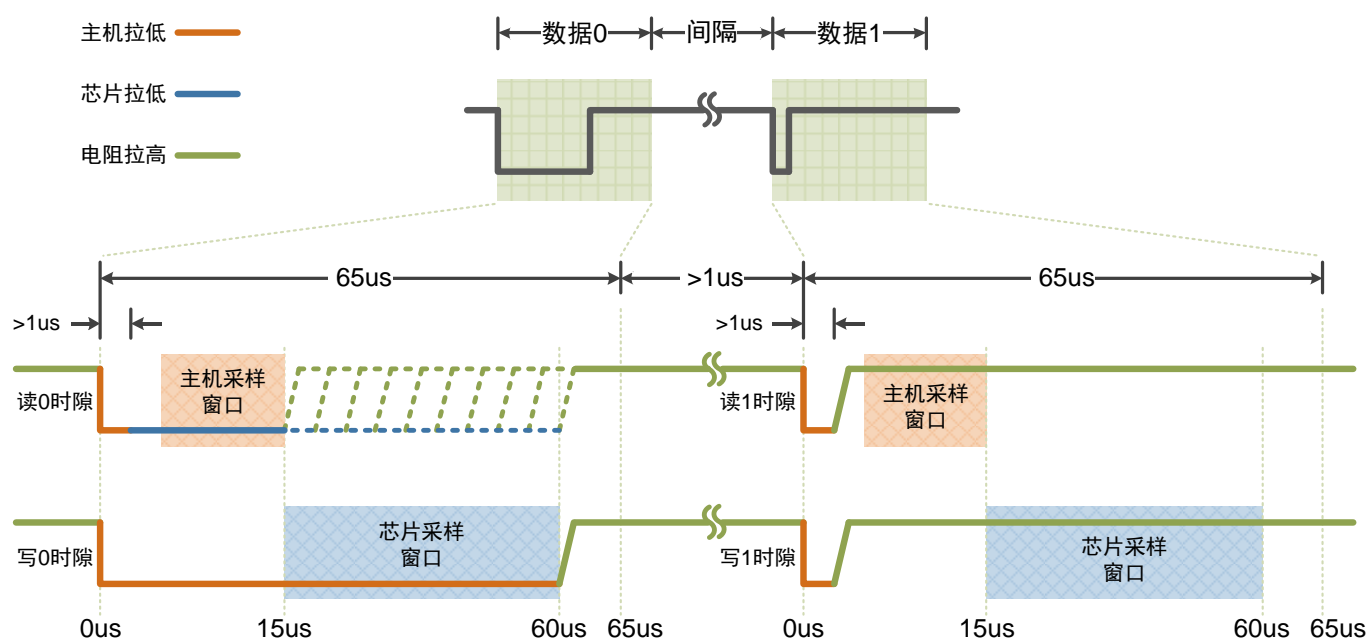 主机拉低
芯片拉低
电阻拉高
数据0
间隔
数据1
65us
>1us
65us
>1us
>1us
读0时隙
主机采样
窗口
读1时隙
主机采样
窗口
写0时隙
芯片采样
窗口
写1时隙
芯片采样
窗口
0us
15us
60us
65us
0us
15us
60us
65us